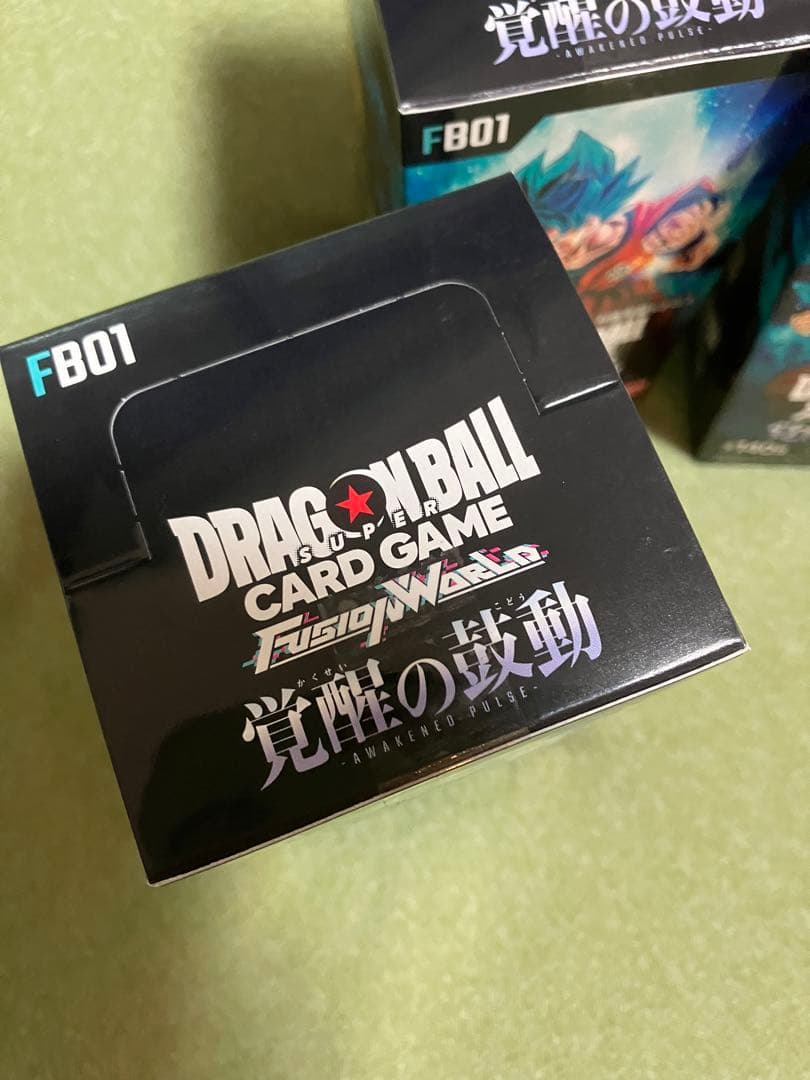 覚醒の鼓動
-AWAKENED PULSE-
FB01
FB01
DRAGON BALL
SUPER
CARD GAME
FUSION WORLD
かくせい こどう
覚醒の鼓動
-AWAKENED PULSE-